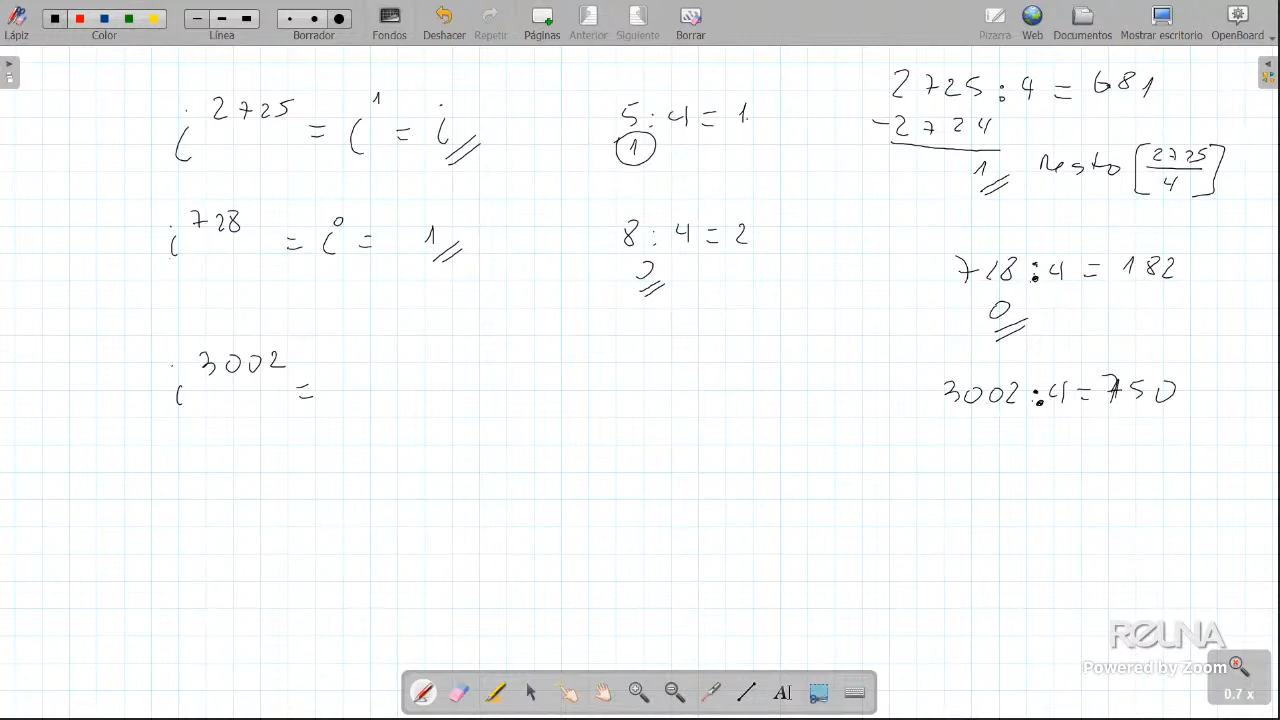 Lápiz Color Línea Borrador Fondos Deshacer Repetir Páginas Anterior Siguiente Borrar Pizarra Web Documentos Mostrar escritorio OpenBoard
i^2725 = i^1 = i
5 : 4 = 1
1
2725 : 4 = 681
-2724
1 resto [2725/4]
i^728 = i^0 = 1
8 : 4 = 2
0
728 : 4 = 182
0
i^3002 =
3002 : 4 = 750
REUNA
Powered by Zoom
0.7 x